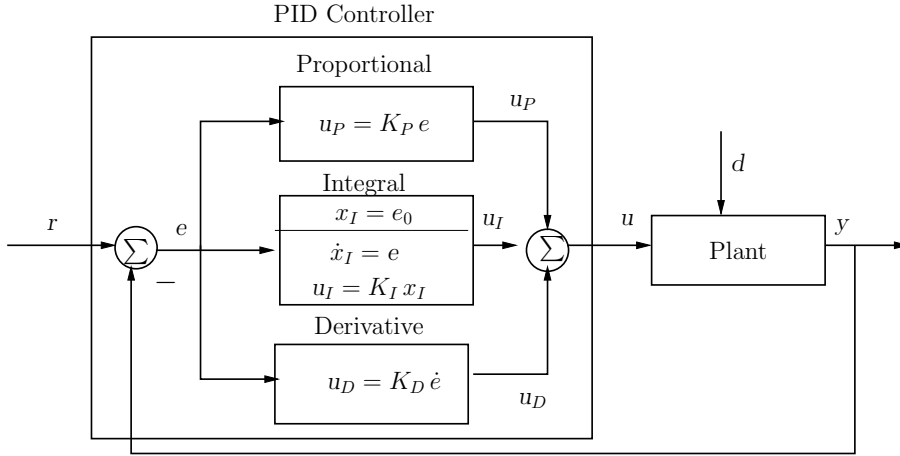 PID Controller
Proportional
u_P = K_P e
u_P
Integral
x_I = e_0
ẋ_I = e
u_I = K_I x_I
u_I
Derivative
u_D = K_D ė
u_D
r
Σ
−
e
Σ
u
d
Plant
y